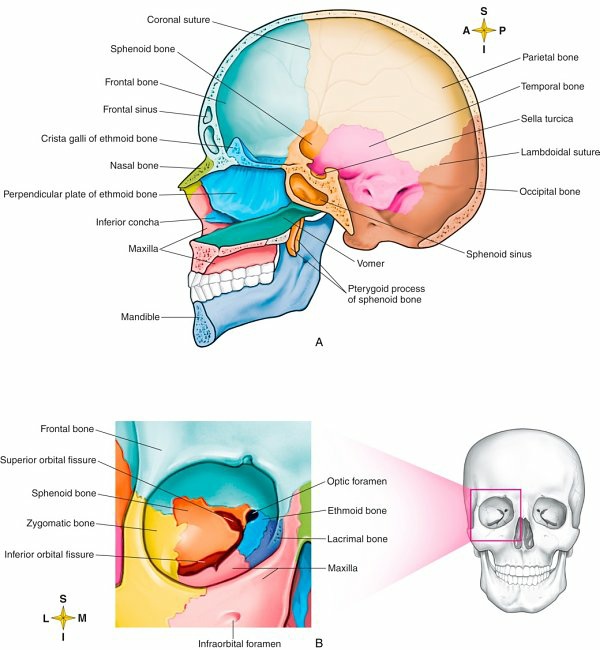 Coronal suture
Sphenoid bone
Frontal bone
Frontal sinus
Crista galli of ethmoid bone
Nasal bone
Perpendicular plate of ethmoid bone
Inferior concha
Maxilla
Mandible
S
A P
I
Parietal bone
Temporal bone
Sella turcica
Lambdoidal suture
Occipital bone
Sphenoid sinus
Vomer
Pterygoid process
of sphenoid bone
A
Frontal bone
Superior orbital fissure
Sphenoid bone
Zygomatic bone
Inferior orbital fissure
Optic foramen
Ethmoid bone
Lacrimal bone
Maxilla
S
L M
I
Infraorbital foramen
B